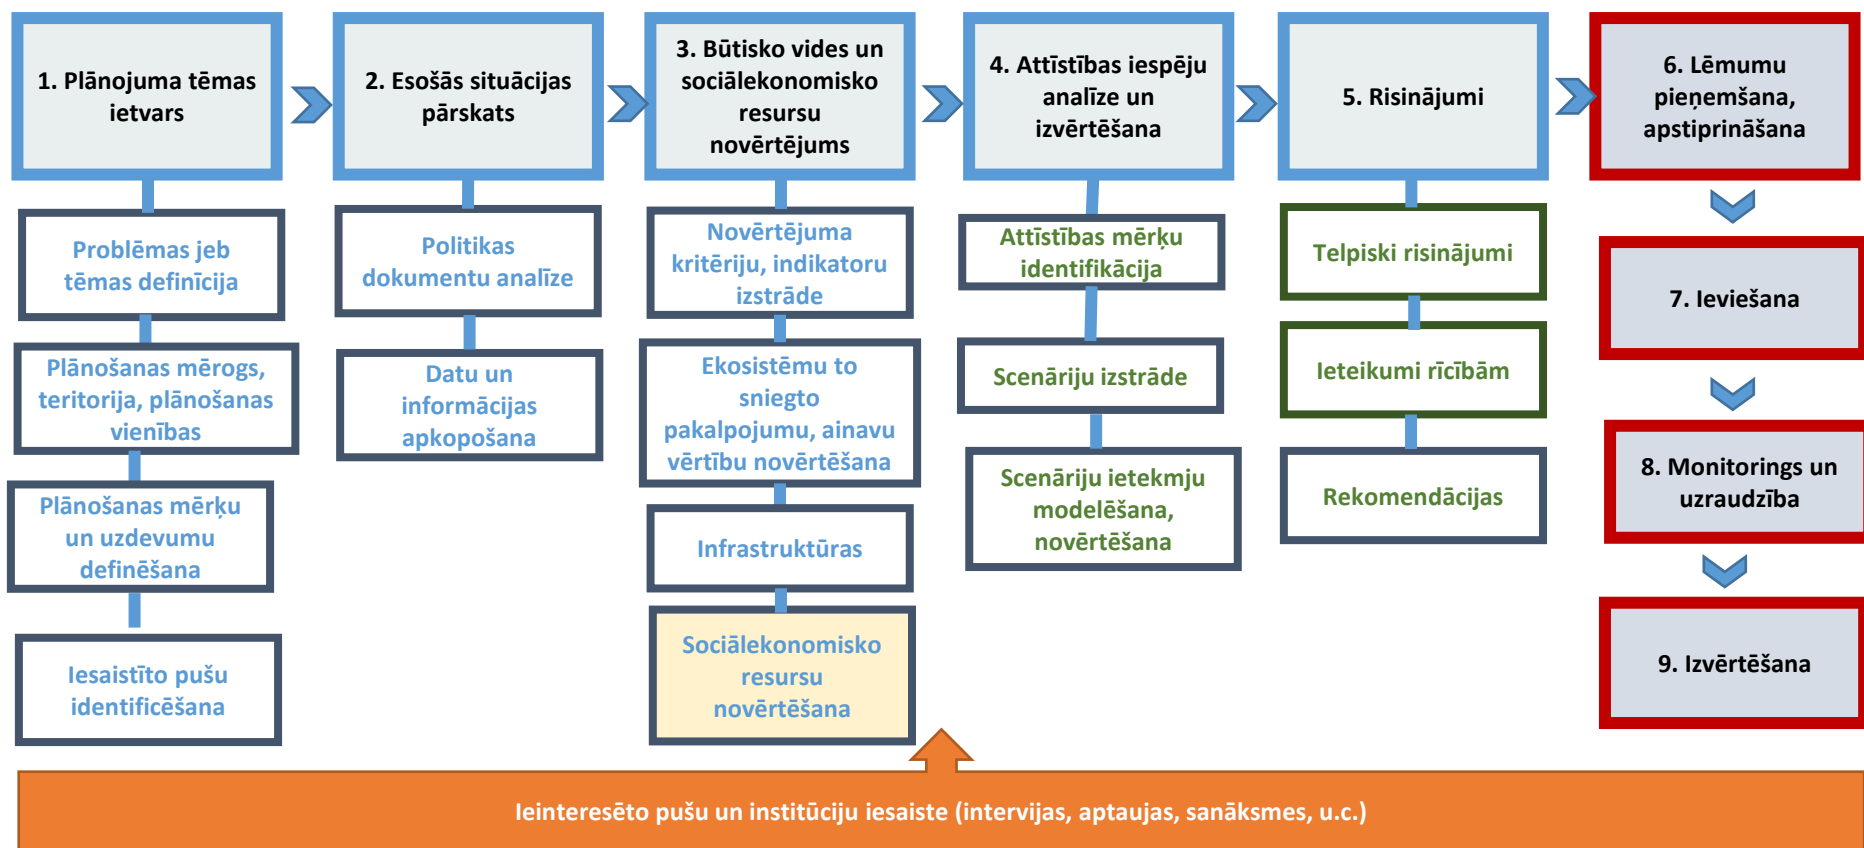 1. Plānojuma tēmas
ietvars
2. Esošās situācijas
pārskats
3. Būtisko vides un
sociālekonomisko
resursu
novērtējums
4. Attīstības iespēju
analīze un
izvērtēšana
5. Risinājumi
6. Lēmumu
pieņemšana,
apstiprināšana
Problēmas jeb
tēmas definīcija
Plānošanas mērogs,
teritorija, plānošanas
vienības
Plānošanas mērķu
un uzdevumu
definēšana
Iesaistīto pušu
identificēšana
Politikas
dokumentu analīze
Datu un
informācijas
apkopošana
Novērtējuma
kritēriju, indikatoru
izstrāde
Ekosistēmu to
sniegto
pakalpojumu, ainavu
vērtību novērtēšana
Infrastruktūras
Sociālekonomisko
resursu
novērtēšana
Attīstības mērķu
identifikācija
Scenāriju izstrāde
Scenāriju ietekmju
modelēšana,
novērtēšana
Telpiski risinājumi
Ieteikumi rīcībām
Rekomendācijas
7. Ieviešana
8. Monitorings un
uzraudzība
9. Izvērtēšana
Ieinteresēto pušu un institūciju iesaiste (intervijas, aptaujas, sanāksmes, u.c.)